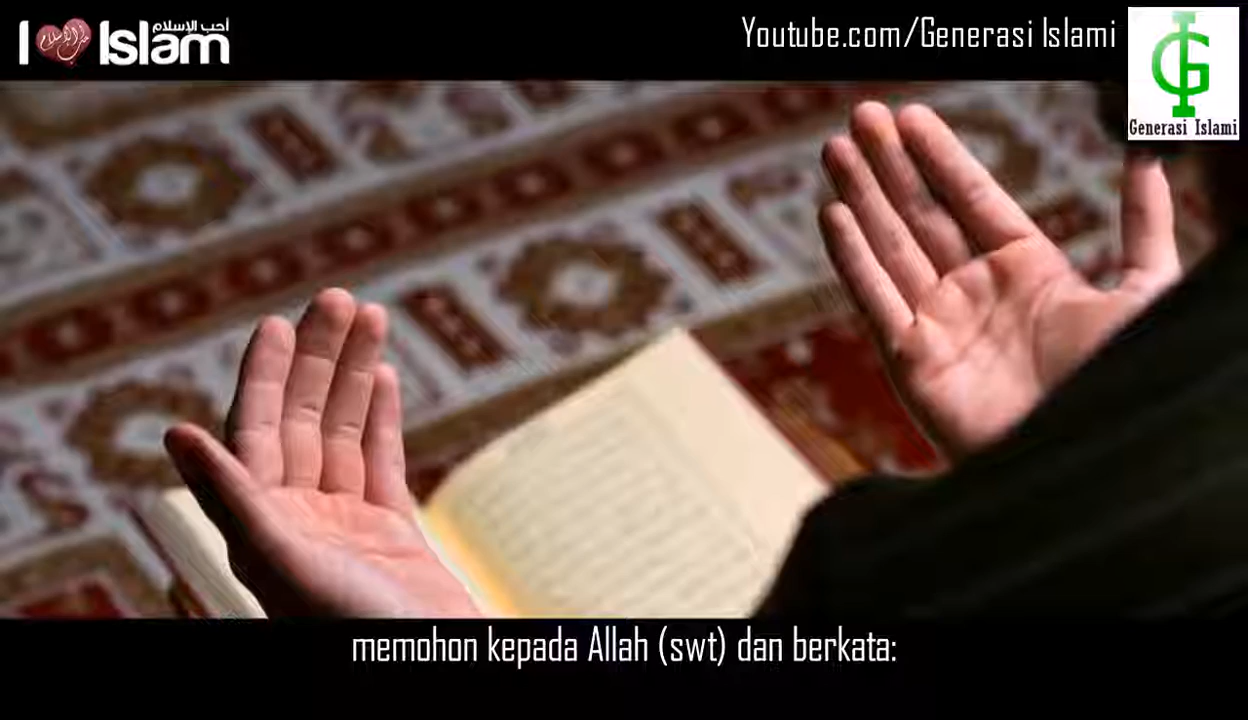 أحب الإسلام
I Islam
Youtube.com/Generasi Islami
Generasi Islami
memohon kepada Allah (swt) dan berkata: